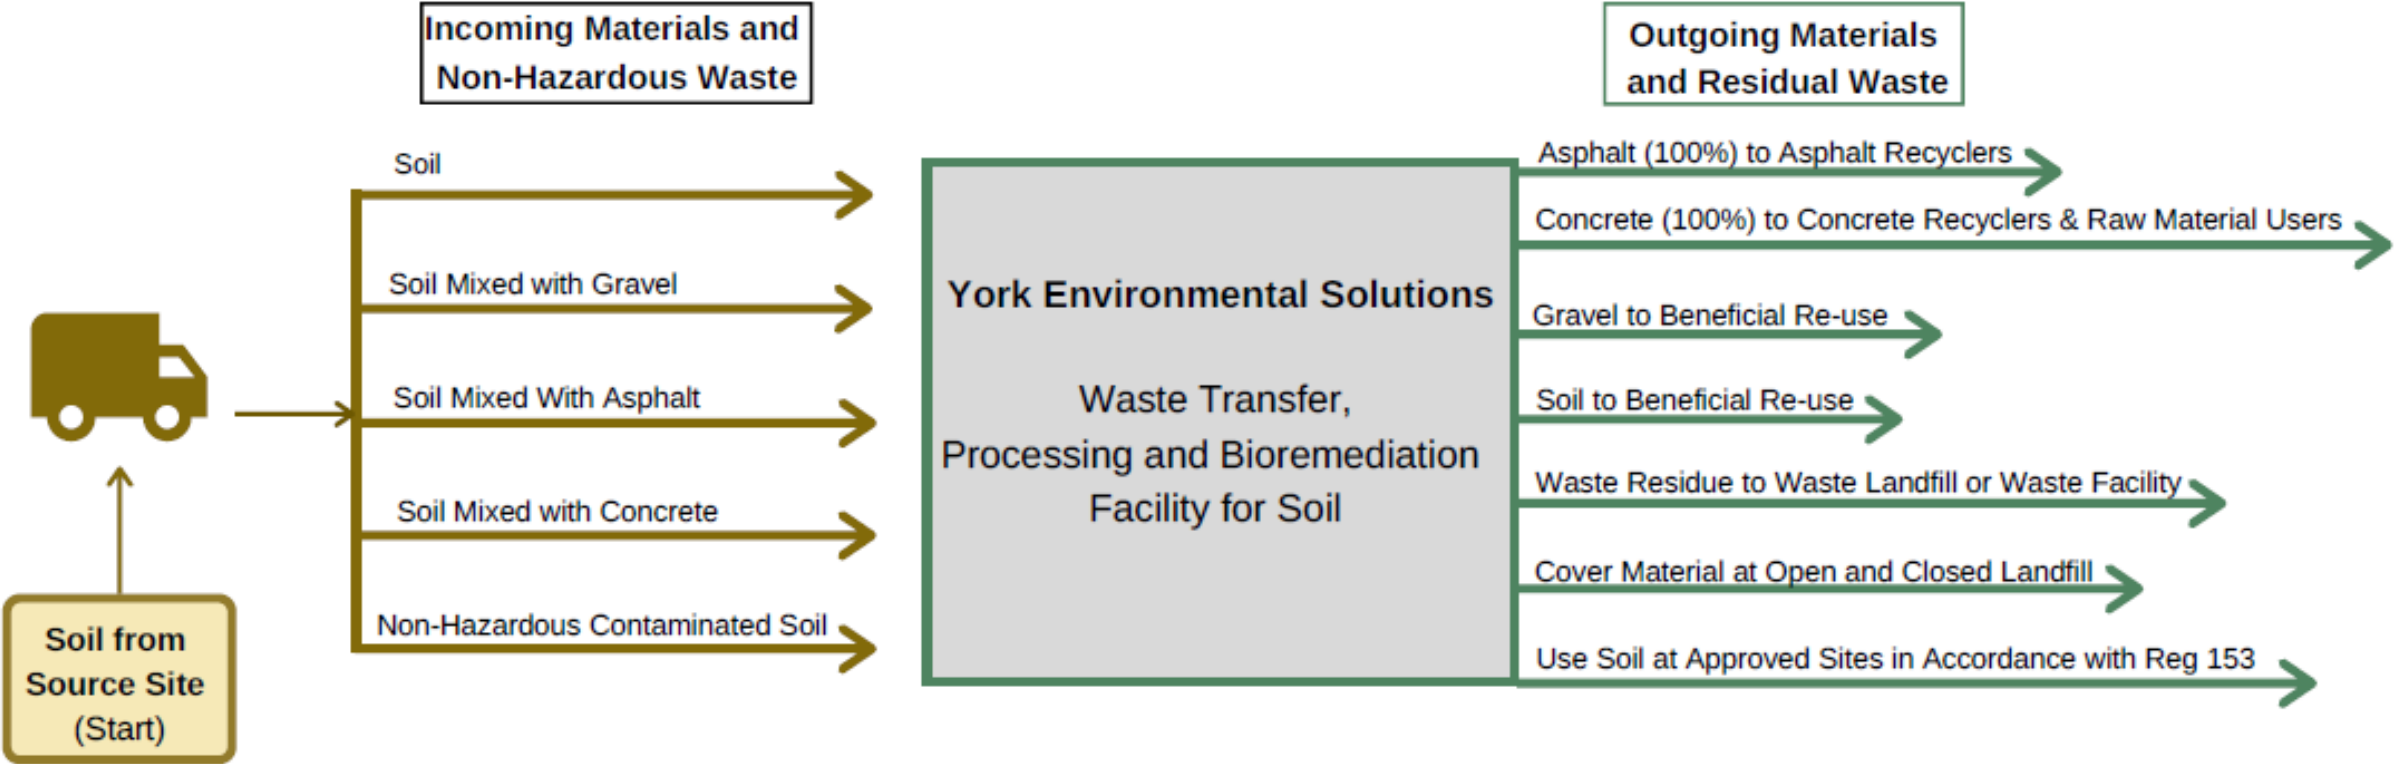 Incoming Materials and
Non-Hazardous Waste
Outgoing Materials
and Residual Waste
Soil
Soil Mixed with Gravel
Soil Mixed With Asphalt
Soil Mixed with Concrete
Non-Hazardous Contaminated Soil
Soil from
Source Site
(Start)
York Environmental Solutions
Waste Transfer,
Processing and Bioremediation
Facility for Soil
Asphalt (100%) to Asphalt Recyclers
Concrete (100%) to Concrete Recyclers & Raw Material Users
Gravel to Beneficial Re-use
Soil to Beneficial Re-use
Waste Residue to Waste Landfill or Waste Facility
Cover Material at Open and Closed Landfill
Use Soil at Approved Sites in Accordance with Reg 153